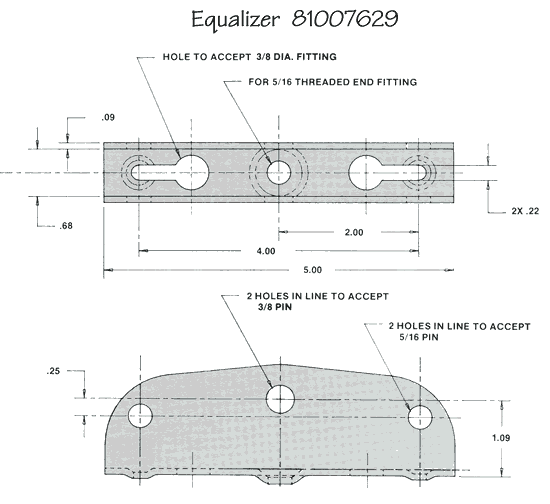 Equalizer 81007629
HOLE TO ACCEPT 3/8 DIA. FITTING
FOR 5/16 THREADED END FITTING
.09
.68
2X .22
2.00
4.00
5.00
2 HOLES IN LINE TO ACCEPT
3/8 PIN
2 HOLES IN LINE TO ACCEPT
5/16 PIN
.25
1.09